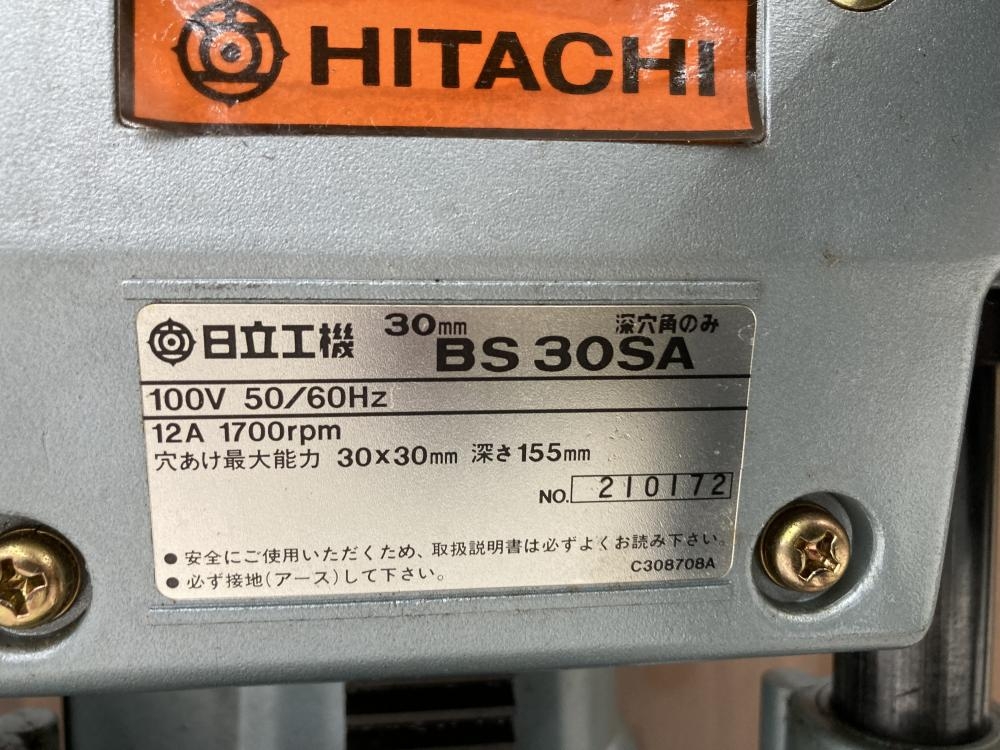 HITACHI
日立工機 30mm 深穴角のみ
BS 30SA
100V 50/60Hz
12A 1700rpm
穴あけ最大能力 30×30mm 深さ155mm
NO. 210172
● 安全にご使用いただくため、取扱説明書は必ずよくお読み下さい。
● 必ず接地(アース)して下さい。
C308708A